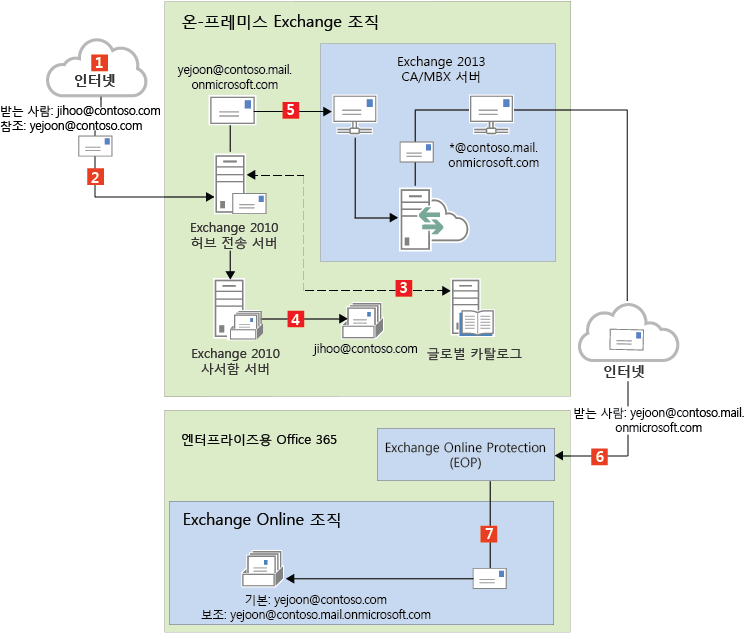 온-프레미스 Exchange 조직
1
인터넷
받는 사람: jihoo@contoso.com
참조: yejoon@contoso.com
2
yejoon@contoso.mail.
onmicrosoft.com
5
Exchange 2013
CA/MBX 서버
*@contoso.mail.
onmicrosoft.com
Exchange 2010
허브 전송 서버
3
4
Exchange 2010
사서함 서버
jihoo@contoso.com
글로벌 카탈로그
인터넷
받는 사람: yejoon@contoso.mail.
onmicrosoft.com
엔터프라이즈용 Office 365
Exchange Online Protection
(EOP)
6
Exchange Online 조직
7
기본: yejoon@contoso.com
보조: yejoon@contoso.mail.onmicrosoft.com